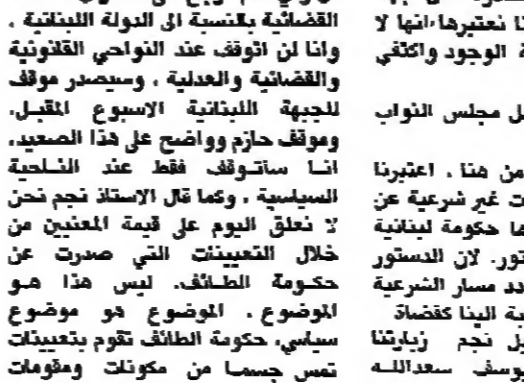 القضائية بالنسبة الى الدولة اللبنانية .
وانا لن اتوقف عند النواحي القانونية
والقضائية والعدلية ، وسيصدر موقف
للجبهة اللبنانية الاسبوع المقبل.
وموقف حازم وواضح على هذا الصعيد.
انا سأتوقف فقط عند الناحية
السياسية ، وكما قال الاستاذ نجم نحن
لا نعلق اليوم على قيمة المعنيين من
خلال التعيينات التي صدرت عن
حكومة الطائف. ليس هذا هو
الموضوع . الموضوع هو موضوع
سياسي، حكومة الطائف تقوم بتعيينات
تمس جسما من مكونات ومقومات
نا نعتبرها، انها لا
ة الوجود واكتفي
ل مجلس النواب
من هنا ، اعتبرنا
ت غير شرعية عن
ها حكومة لبنانية
تور. لان الدستور
دد مسار الشرعية
بة الينا كقضاة
يل نجم زيارتنا
يوسف سعدالله